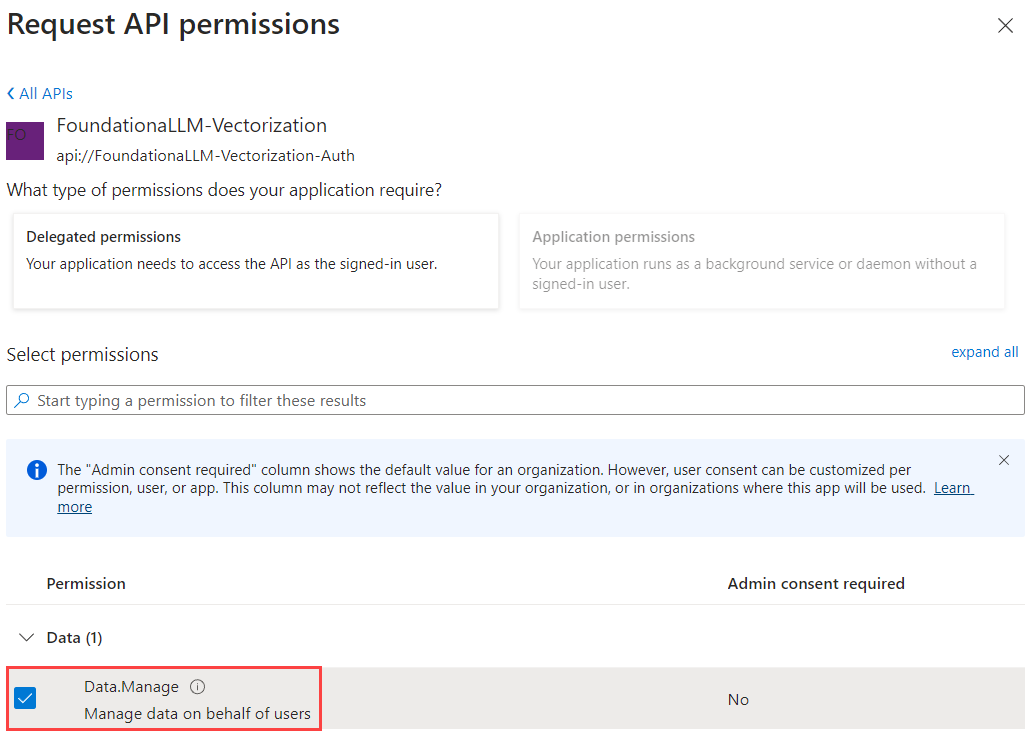 Request API permissions
All APIs
FO
FoundationaLLM-Vectorization
api://FoundationaLLM-Vectorization-Auth
What type of permissions does your application require?
Delegated permissions
Your application needs to access the API as the signed-in user.
Application permissions
Your application runs as a background service or daemon without a
signed-in user.
Select permissions
expand all
Start typing a permission to filter these results
The "Admin consent required" column shows the default value for an organization. However, user consent can be customized per
permission, user, or app. This column may not reflect the value in your organization, or in organizations where this app will be used. Learn
more
Permission
Admin consent required
Data (1)
Data.Manage
Manage data on behalf of users
No